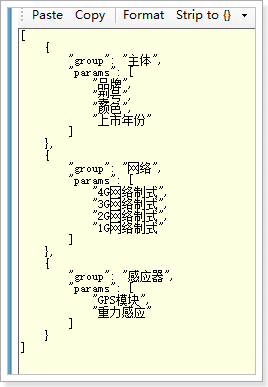 Paste Copy Format Strip to {}
[
    {
        "group": "主体",
        "params": [
            "品牌",
            "型号",
            "颜色",
            "上市年份"
        ]
    },
    {
        "group": "网络",
        "params": [
            "4G网络制式",
            "3G网络制式",
            "2G网络制式",
            "1G网络制式"
        ]
    },
    {
        "group": "感应器",
        "params": [
            "GPS模块",
            "重力感应"
        ]
    }
]